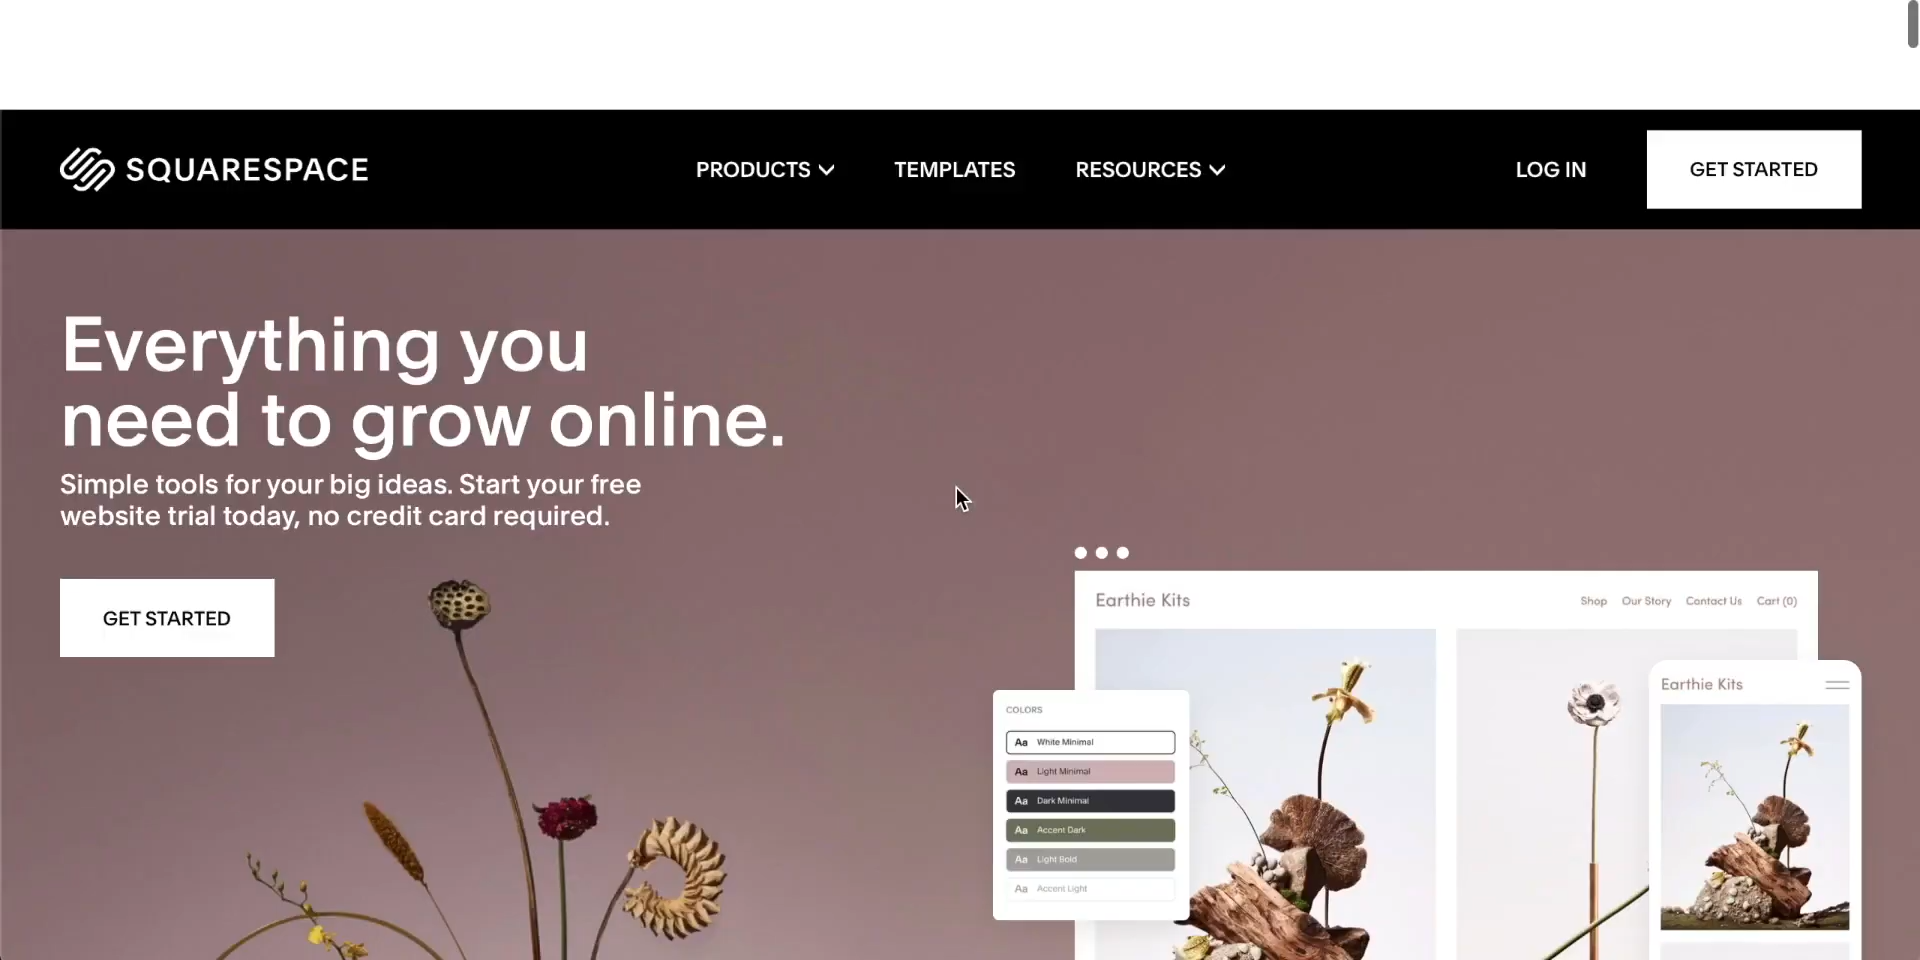 SQUARESPACE
PRODUCTS
TEMPLATES
RESOURCES
LOG IN
GET STARTED
Everything you
need to grow online.
Simple tools for your big ideas. Start your free
website trial today, no credit card required.
GET STARTED
Earthie Kits
Shop
Our Story
Contact Us
Cart (0)
Earthie Kits
COLORS
Aa White Minimal
Aa Light Minimal
Aa Dark Minimal
Aa Accent Dark
Aa Light Bold
Aa Accent Light